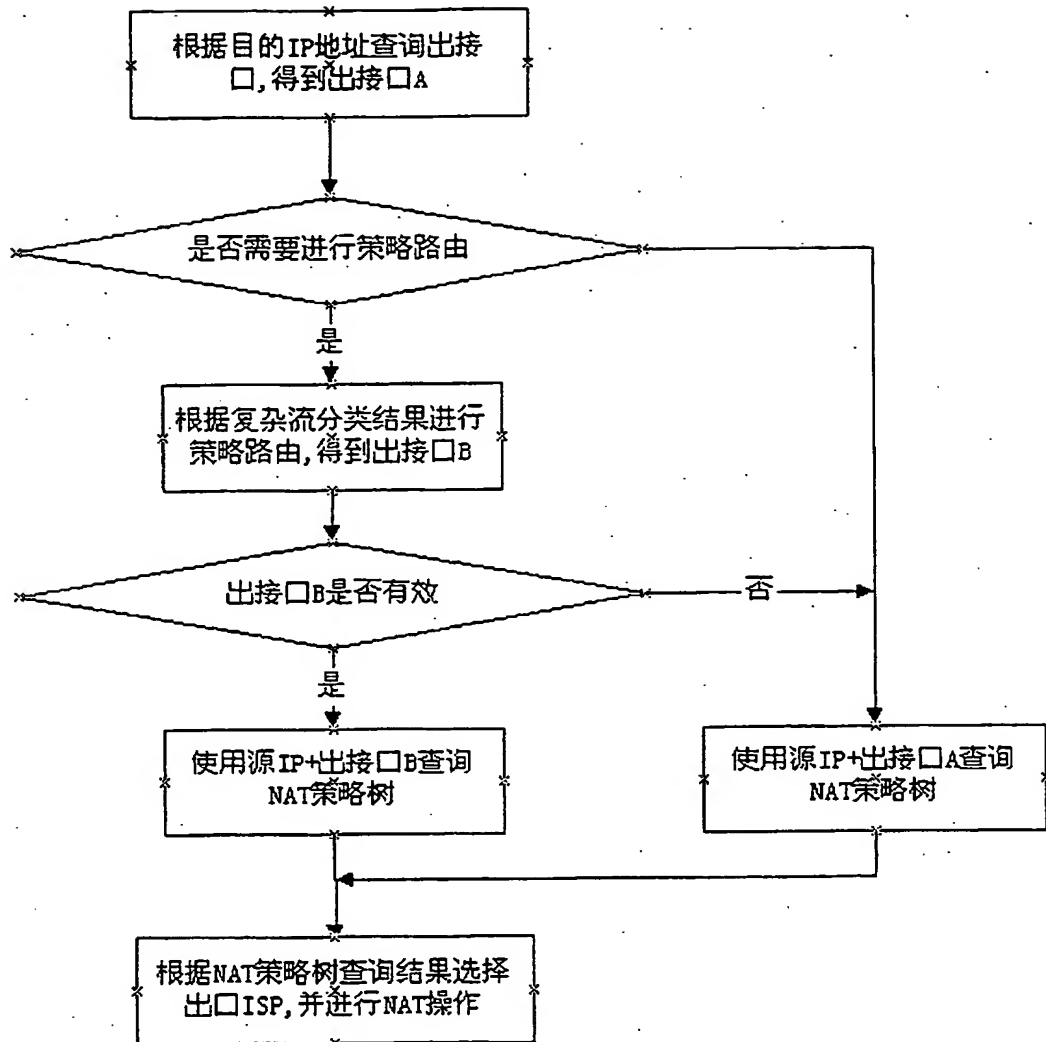 根据目的IP地址查询出接
口,得到出接口A
是否需要进行策略路由
是
根据复杂流分类结果进行
策略路由,得到出接口B
出接口B是否有效
否
是
使用源IP+出接口B查询
NAT策略树
使用源IP+出接口A查询
NAT策略树
根据NAT策略树查询结果选择
出口ISP,并进行NAT操作